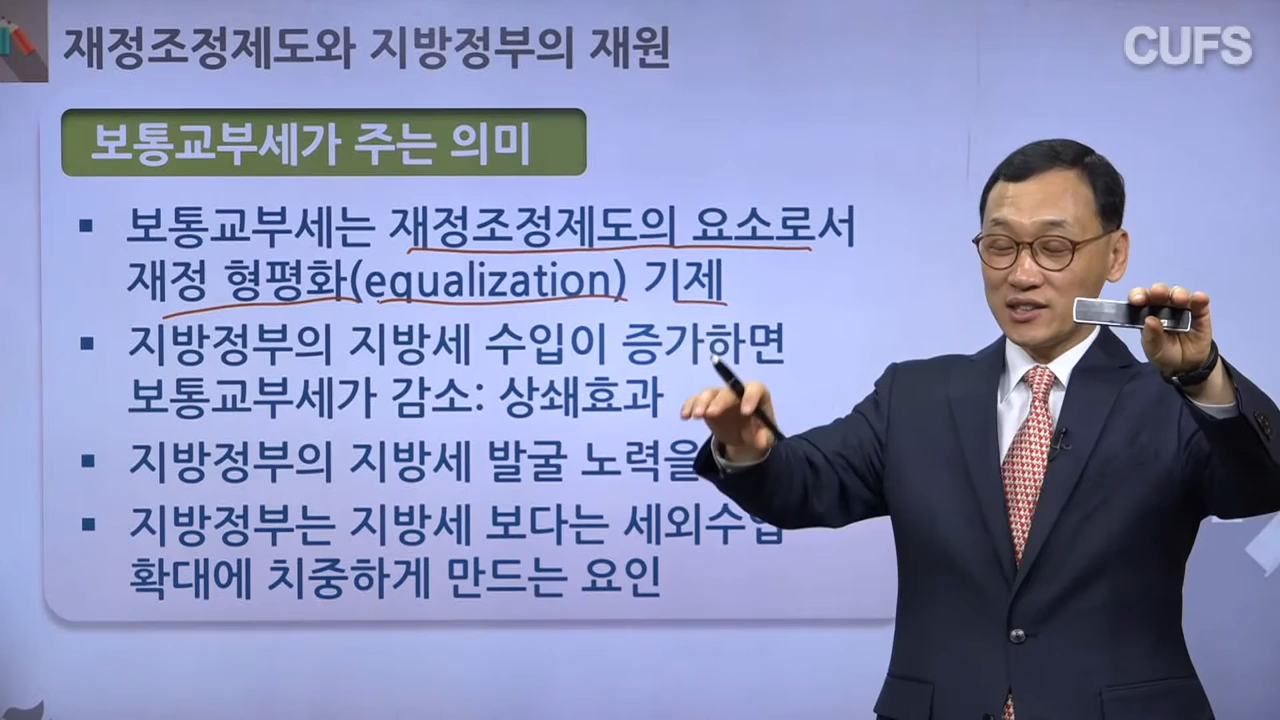 재정조정제도와 지방정부의 재원
CUFS
보통교부세가 주는 의미
▪ 보통교부세는 재정조정제도의 요소로서
재정 형평화(equalization) 기제
▪ 지방정부의 지방세 수입이 증가하면
보통교부세가 감소: 상쇄효과
▪ 지방정부의 지방세 발굴 노력을
▪ 지방정부는 지방세 보다는 세외수입
확대에 치중하게 만드는 요인